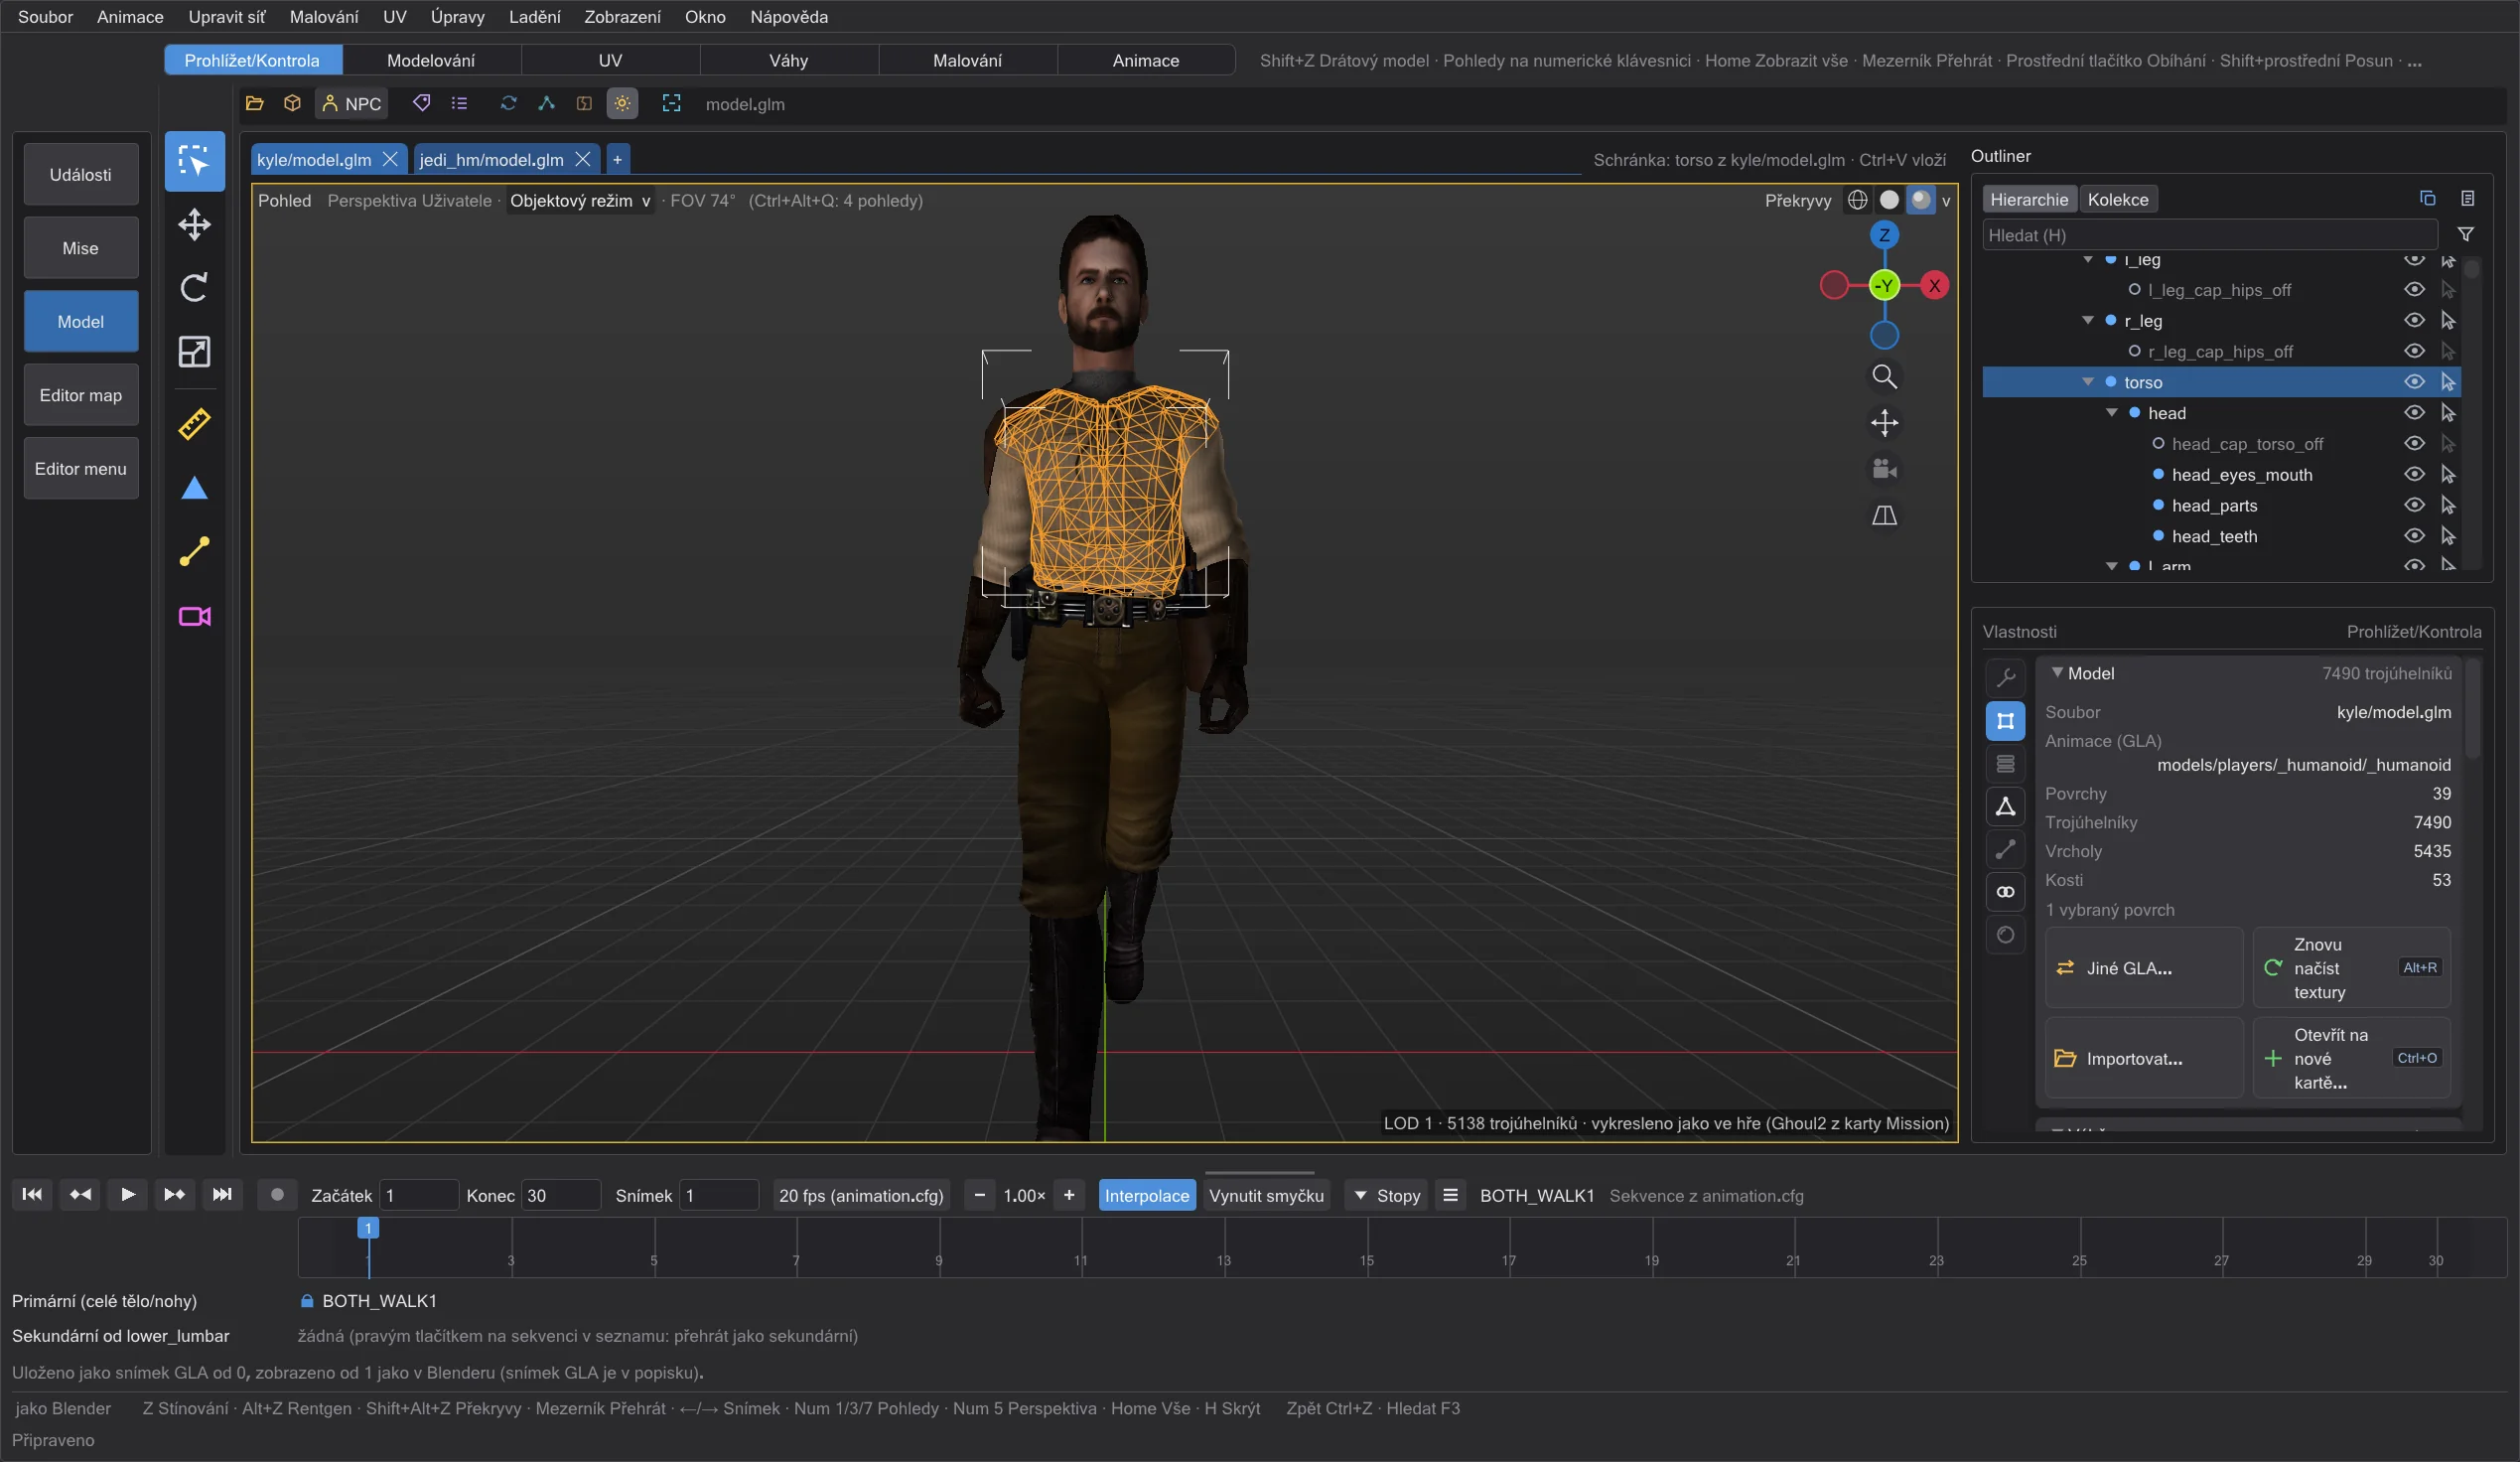 Soubor Animace Upravit síť Malování UV Úpravy Ladění Zobrazení Okno Nápověda
Prohlížet/Kontrola Modelování UV Váhy Malování Animace Shift+Z Drátový model · Pohledy na numerické klávesnici · Home Zobrazit vše · Mezerník Přehrát · Prostřední tlačítko Obíhání · Shift+prostřední Posun · ...
NPC model.glm
Události
Mise
Model
Editor map
Editor menu
kyle/model.glm jedi_hm/model.glm + Schránka: torso z kyle/model.glm · Ctrl+V vloží
Pohled Perspektiva Uživatele · Objektový režim v · FOV 74° (Ctrl+Alt+Q: 4 pohledy) Překryvy v
Z
-Y X
LOD 1 · 5138 trojúhelníků · vykresleno jako ve hře (Ghoul2 z karty Mission)
Outliner
Hierarchie Kolekce
Hledat (H)
l_leg
l_leg_cap_hips_off
r_leg
r_leg_cap_hips_off
torso
head
head_cap_torso_off
head_eyes_mouth
head_parts
head_teeth
l_arm
Vlastnosti Prohlížet/Kontrola
Model 7490 trojúhelníků
Soubor kyle/model.glm
Animace (GLA)
models/players/_humanoid/_humanoid
Povrchy 39
Trojúhelníky 7490
Vrcholy 5435
Kosti 53
1 vybraný povrch
Jiné GLA...
Znovu načíst textury Alt+R
Importovat...
Otevřít na nové kartě... Ctrl+O
Začátek 1 Konec 30 Snímek 1 20 fps (animation.cfg) − 1.00× + Interpolace Vynutit smyčku Stopy BOTH_WALK1 Sekvence z animation.cfg
1
1 3 5 7 9 11 13 15 17 19 21 23 25 27 29 30
Primární (celé tělo/nohy) BOTH_WALK1
Sekundární od lower_lumbar žádná (pravým tlačítkem na sekvenci v seznamu: přehrát jako sekundární)
Uloženo jako snímek GLA od 0, zobrazeno od 1 jako v Blenderu (snímek GLA je v popisku).
jako Blender Z Stínování · Alt+Z Rentgen · Shift+Alt+Z Překryvy · Mezerník Přehrát · ←/→ Snímek · Num 1/3/7 Pohledy · Num 5 Perspektiva · Home Vše · H Skrýt Zpět Ctrl+Z · Hledat F3
Připraveno